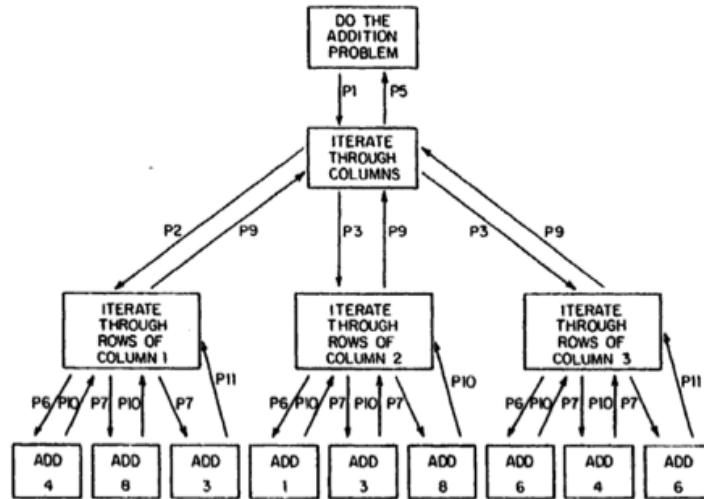 DO THE
ADDITION
PROBLEM
P1
P5
ITERATE
THROUGH
COLUMNS
P2
P9
P3
P9
P3
P9
ITERATE
THROUGH
ROWS OF
COLUMN 1
ITERATE
THROUGH
ROWS OF
COLUMN 2
ITERATE
THROUGH
ROWS OF
COLUMN 3
P6
P10
P7
P10
P7
P11
P6
P10
P7
P10
P7
P10
P6
P10
P7
P10
P7
P11
ADD
4
ADD
8
ADD
3
ADD
1
ADD
3
ADD
8
ADD
6
ADD
4
ADD
6